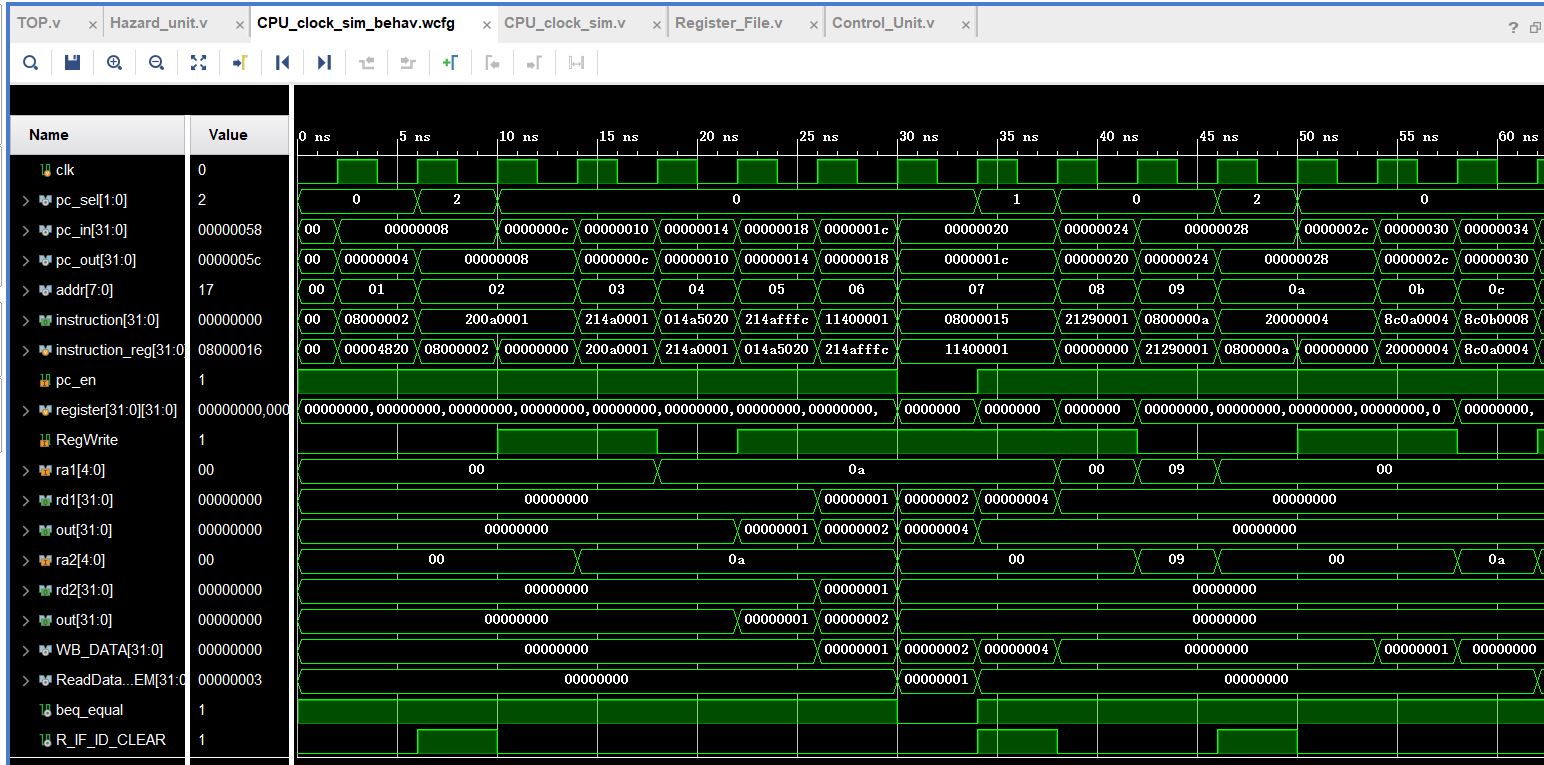 TOP.v × Hazard_unit.v × CPU_clock_sim_behav.wcfg × CPU_clock_sim.v × Register_File.v × Control_Unit.v × ?
Name Value 0 ns 5 ns 10 ns 15 ns 20 ns 25 ns 30 ns 35 ns 40 ns 45 ns 50 ns 55 ns 60 ns
clk 0
pc_sel[1:0] 2 0 2 0 1 0 2 0
pc_in[31:0] 00000058 00 00000008 0000000c 00000010 00000014 00000018 0000001c 00000020 00000024 00000028 0000002c 00000030 00000034
pc_out[31:0] 0000005c 00 00000004 00000008 0000000c 00000010 00000014 00000018 0000001c 00000020 00000024 00000028 0000002c 00000030
addr[7:0] 17 00 01 02 03 04 05 06 07 08 09 0a 0b 0c
instruction[31:0] 00000000 00 08000002 200a0001 214a0001 014a5020 214afffc 11400001 08000015 21290001 0800000a 20000004 8c0a0004 8c0b0008
instruction_reg[31:0 08000016 00 00004820 08000002 00000000 200a0001 214a0001 014a5020 214afffc 11400001 00000000 21290001 0800000a 00000000 20000004 8c0a0004
pc_en 1
register[31:0][31:0] 00000000,000 00000000,00000000,00000000,00000000,00000000,00000000,00000000,00000000, 0000000 0000000 0000000 00000000,00000000,00000000,00000000,0 00000000,
RegWrite 1
ra1[4:0] 00 00 0a 00 09 00
rd1[31:0] 00000000 00000000 00000001 00000002 00000004 00000000
out[31:0] 00000000 00000000 00000001 00000002 00000004 00000000
ra2[4:0] 00 00 0a 00 09 00 0a
rd2[31:0] 00000000 00000000 00000001 00000000
out[31:0] 00000000 00000000 00000001 00000002 00000000
WB_DATA[31:0] 00000000 00000000 00000001 00000002 00000004 00000000 00000001 00000000
ReadData...EM[31:0 00000003 00000000 00000001 00000000
beq_equal 1
R_IF_ID_CLEAR 1